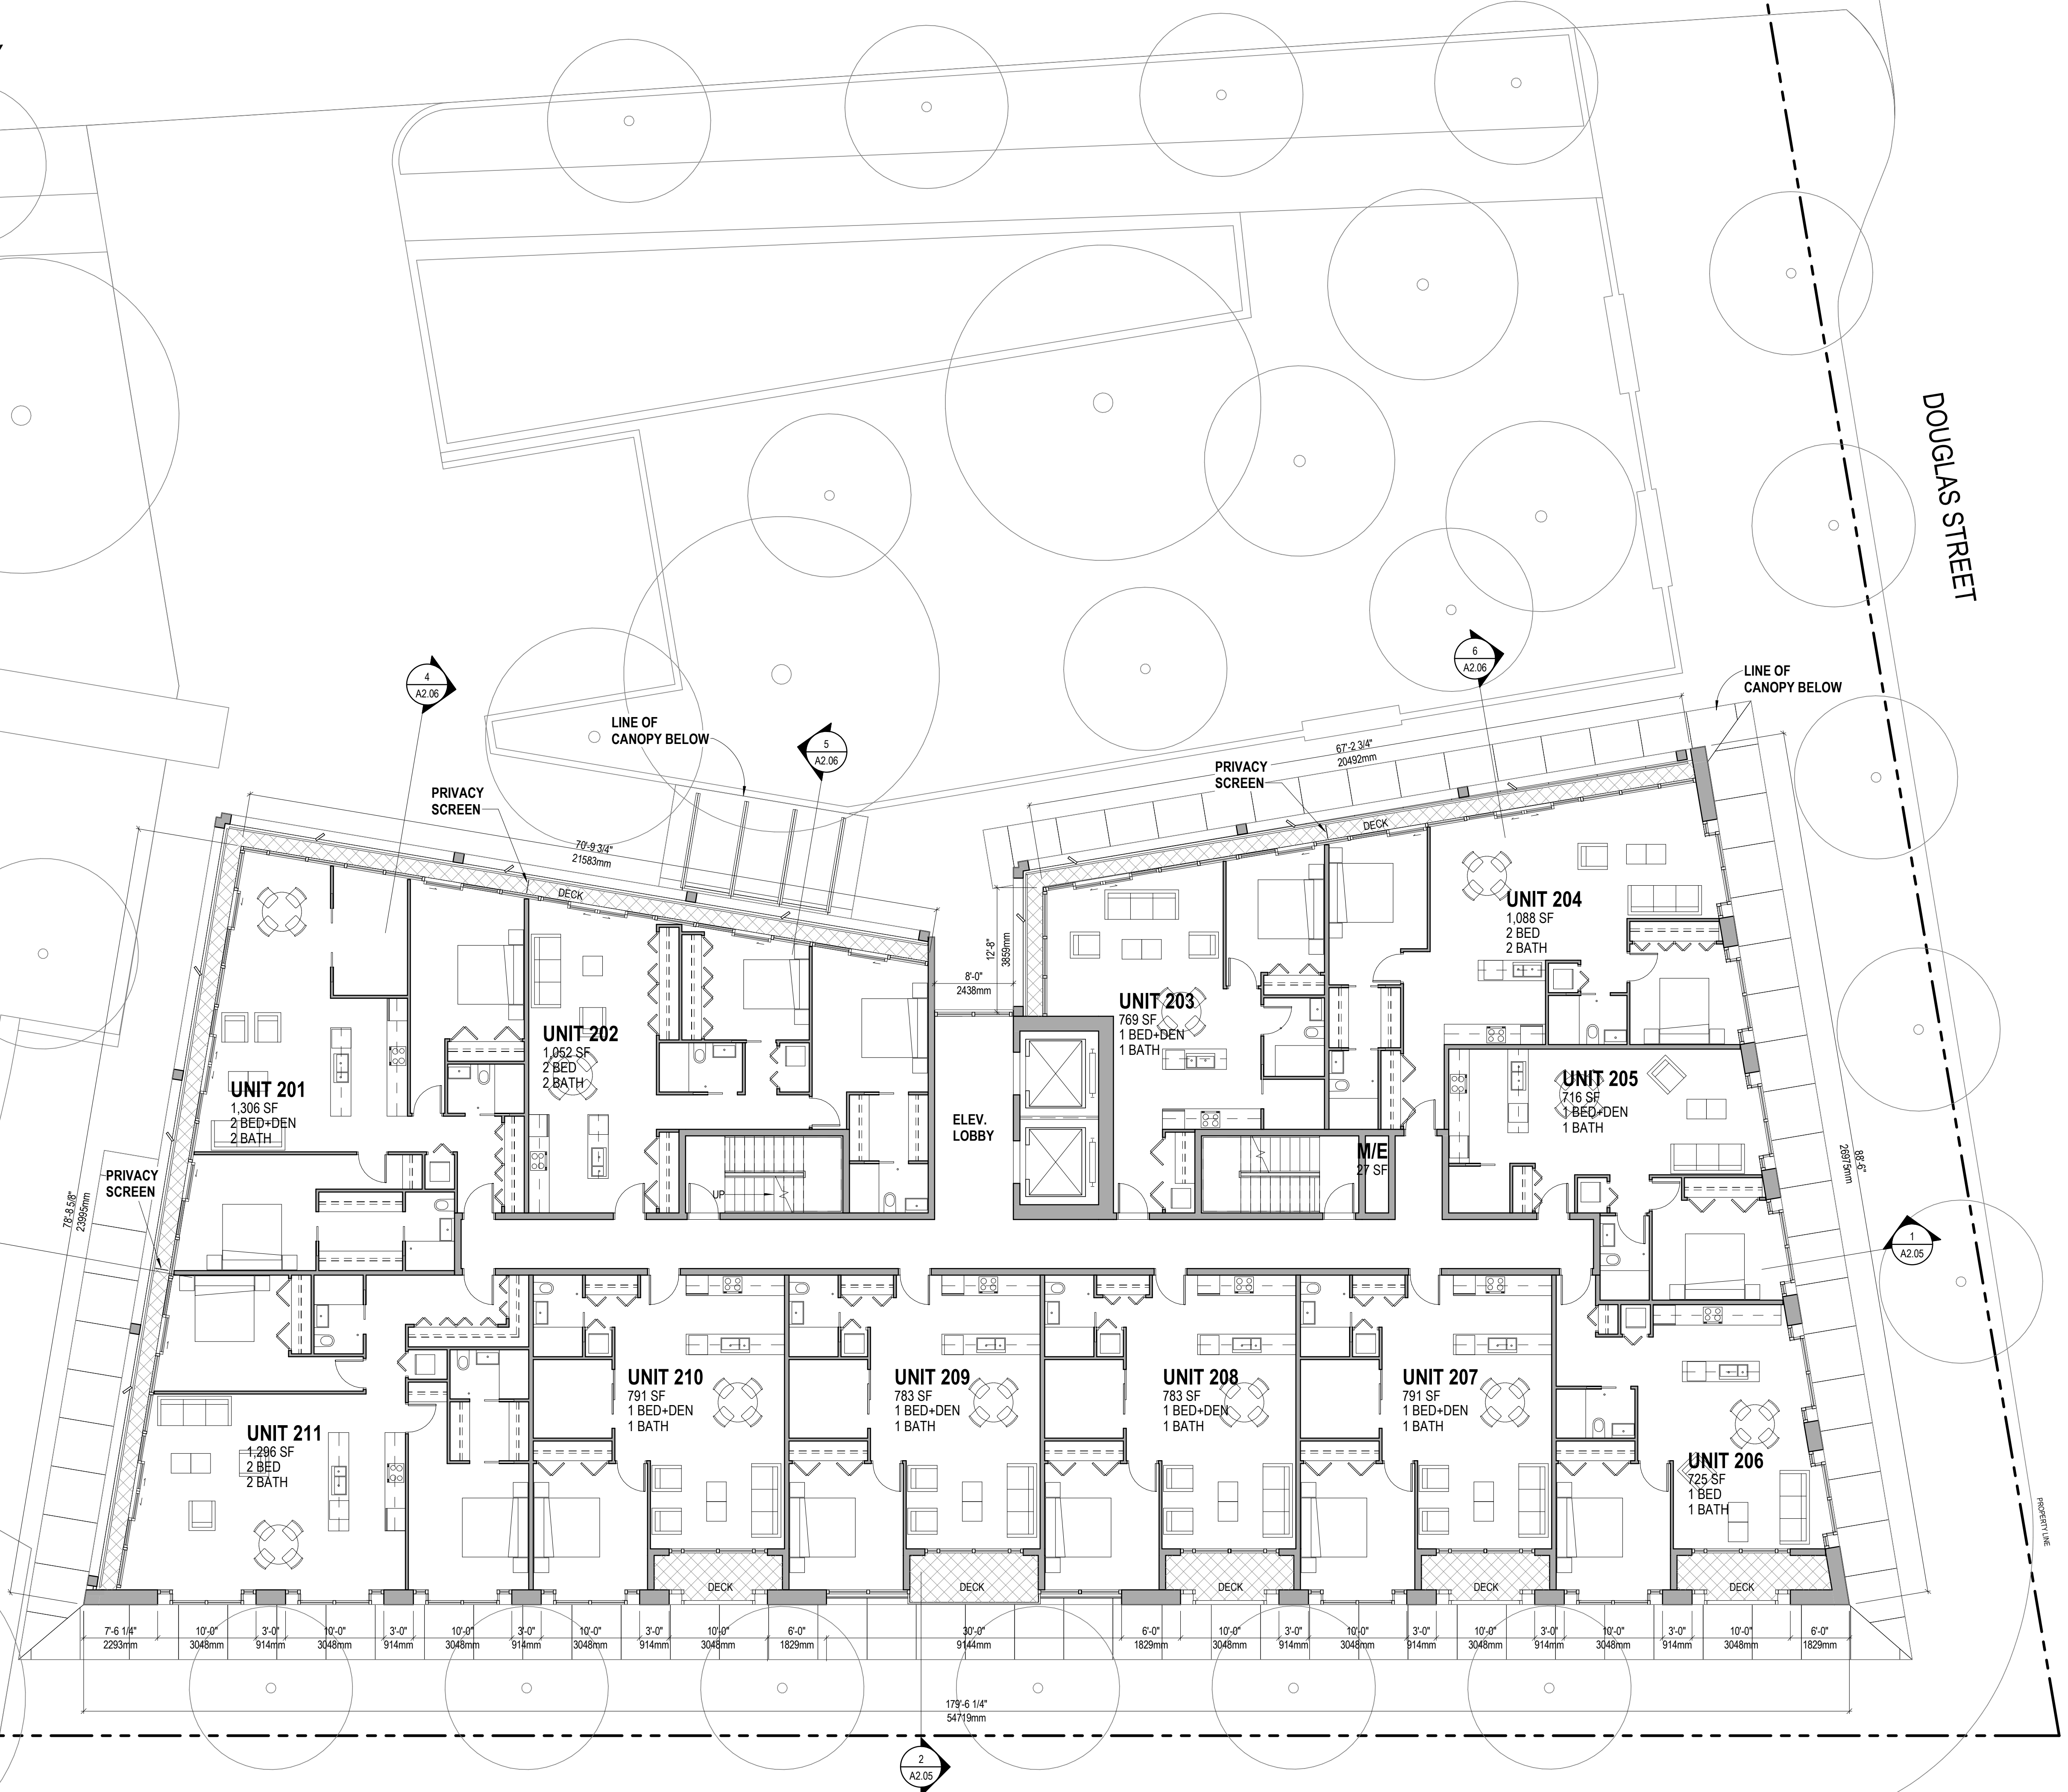 DOUGLAS STREET
4
A2.06
6
A2.06
LINE OF
CANOPY BELOW
LINE OF
CANOPY BELOW
5
A2.06
67'-2 3/4"
20492mm
PRIVACY
SCREEN
PRIVACY
SCREEN
DECK
70'-9 3/4"
21583mm
DECK
12'-8"
3859mm
8'-0"
2438mm
UNIT 204
1,088 SF
2 BED
2 BATH
UNIT 203
769 SF
1 BED+DEN
1 BATH
UNIT 202
1,052 SF
2 BED
2 BATH
UNIT 201
1,306 SF
2 BED+DEN
2 BATH
UNIT 205
716 SF
1 BED+DEN
1 BATH
ELEV.
LOBBY
M/E
27 SF
UP
PRIVACY
SCREEN
78'-8 5/8"
23995mm
88'-6"
26975mm
1
A2.05
UNIT 210
791 SF
1 BED+DEN
1 BATH
UNIT 209
783 SF
1 BED+DEN
1 BATH
UNIT 208
783 SF
1 BED+DEN
1 BATH
UNIT 207
791 SF
1 BED+DEN
1 BATH
UNIT 211
1,296 SF
2 BED
2 BATH
UNIT 206
725 SF
1 BED
1 BATH
PROPERTY LINE
DECK
DECK
DECK
DECK
DECK
7'-6 1/4" 10'-0" 3'-0" 10'-0" 3'-0" 10'-0" 3'-0" 10'-0" 3'-0" 10'-0" 6'-0" 30'-0" 6'-0" 10'-0" 3'-0" 10'-0" 3'-0" 10'-0" 3'-0" 10'-0" 3'-0" 10'-0" 6'-0"
2293mm 3048mm 914mm 3048mm 914mm 3048mm 914mm 3048mm 914mm 3048mm 1829mm 9144mm 1829mm 3048mm 914mm 3048mm 914mm 3048mm 914mm 3048mm 914mm 3048mm 1829mm
179'-6 1/4"
54719mm
2
A2.05